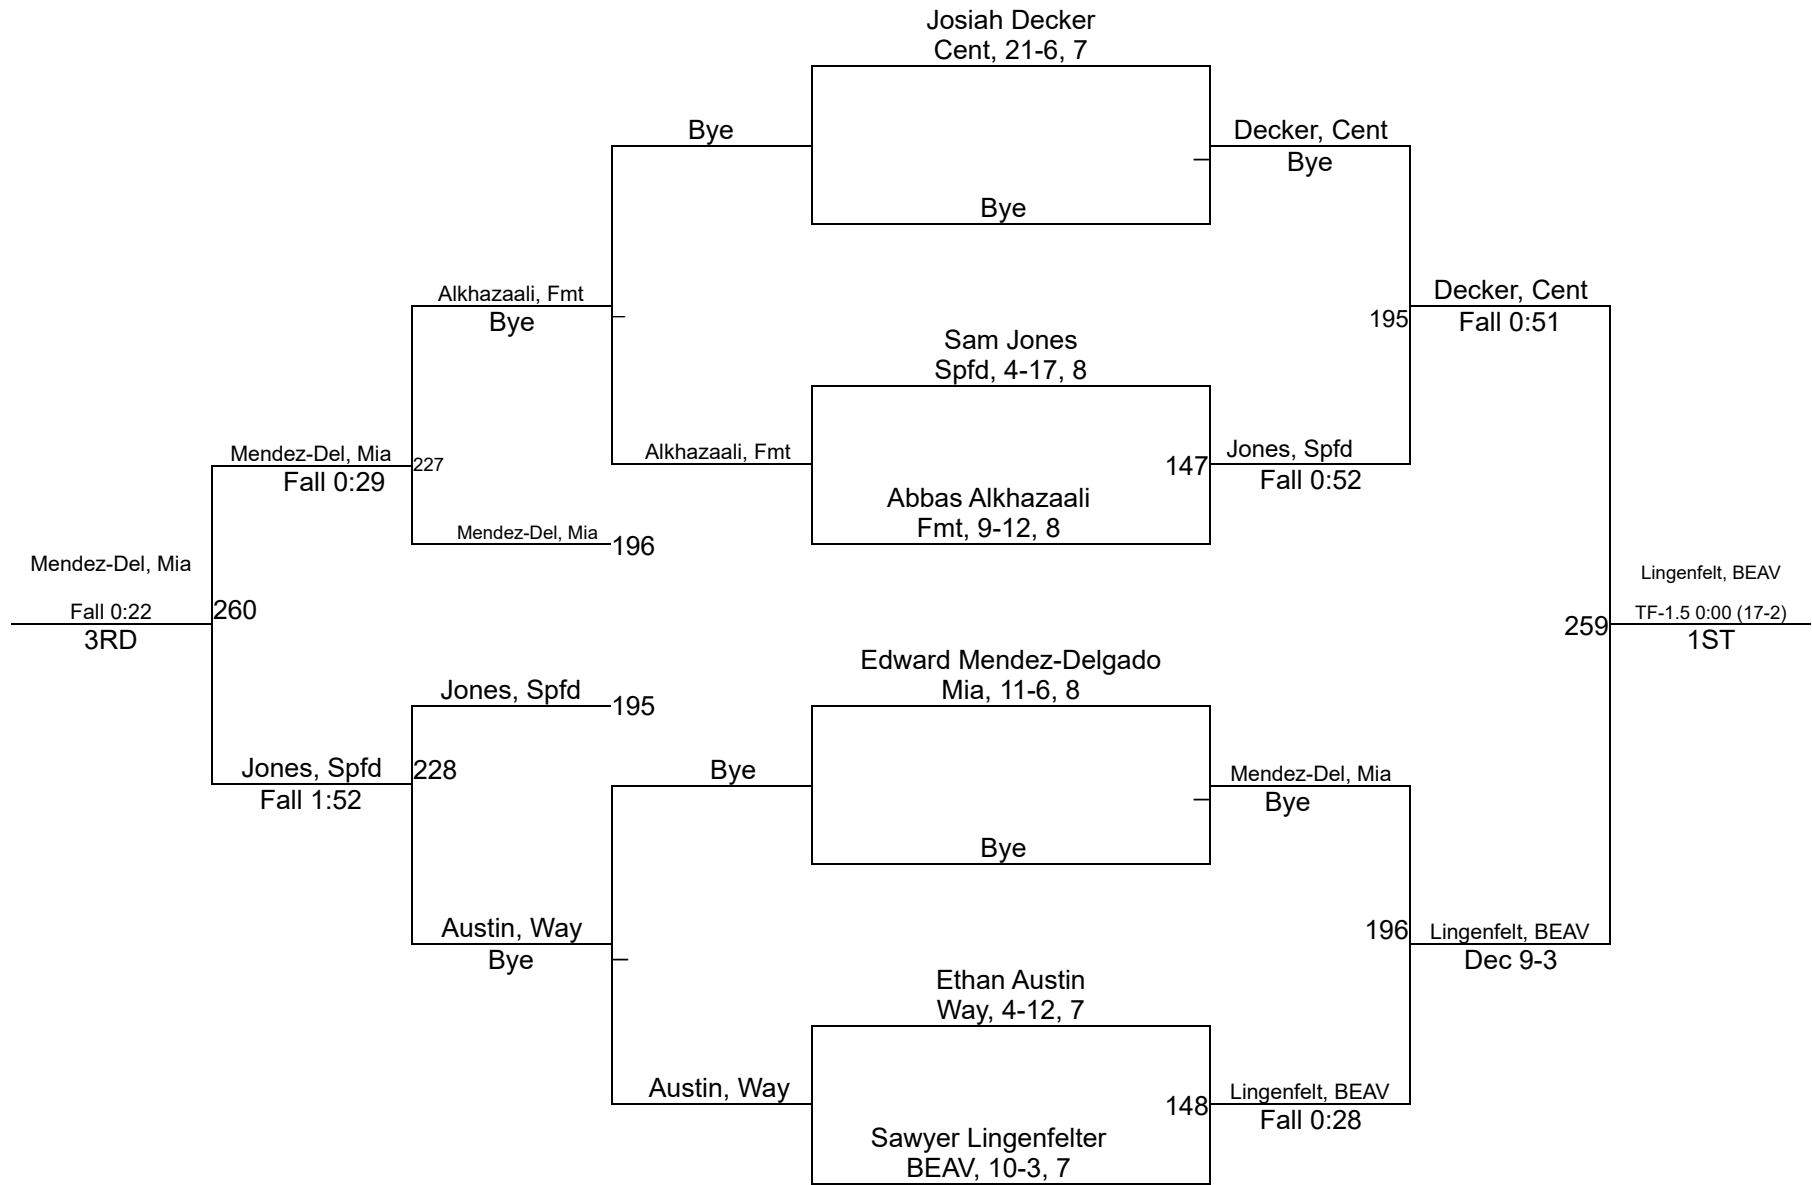 Josiah Decker
Cent, 21-6, 7
Bye
Decker, Cent
Bye
Bye
Alkhazaali, Fmt
Bye
Decker, Cent
195
Fall 0:51
Sam Jones
Spfd, 4-17, 8
Mendez-Del, Mia
227
Fall 0:29
Alkhazaali, Fmt
147
Jones, Spfd
Fall 0:52
Abbas Alkhazaali
Fmt, 9-12, 8
Mendez-Del, Mia
196
Mendez-Del, Mia
Fall 0:22
260
3RD
Lingenfelt, BEAV
TF-1.5 0:00 (17-2)
259
1ST
Edward Mendez-Delgado
Mia, 11-6, 8
Jones, Spfd
195
Jones, Spfd
228
Fall 1:52
Bye
Mendez-Del, Mia
Bye
Bye
Austin, Way
Bye
196
Lingenfelt, BEAV
Dec 9-3
Ethan Austin
Way, 4-12, 7
Austin, Way
148
Lingenfelt, BEAV
Fall 0:28
Sawyer Lingenfelter
BEAV, 10-3, 7